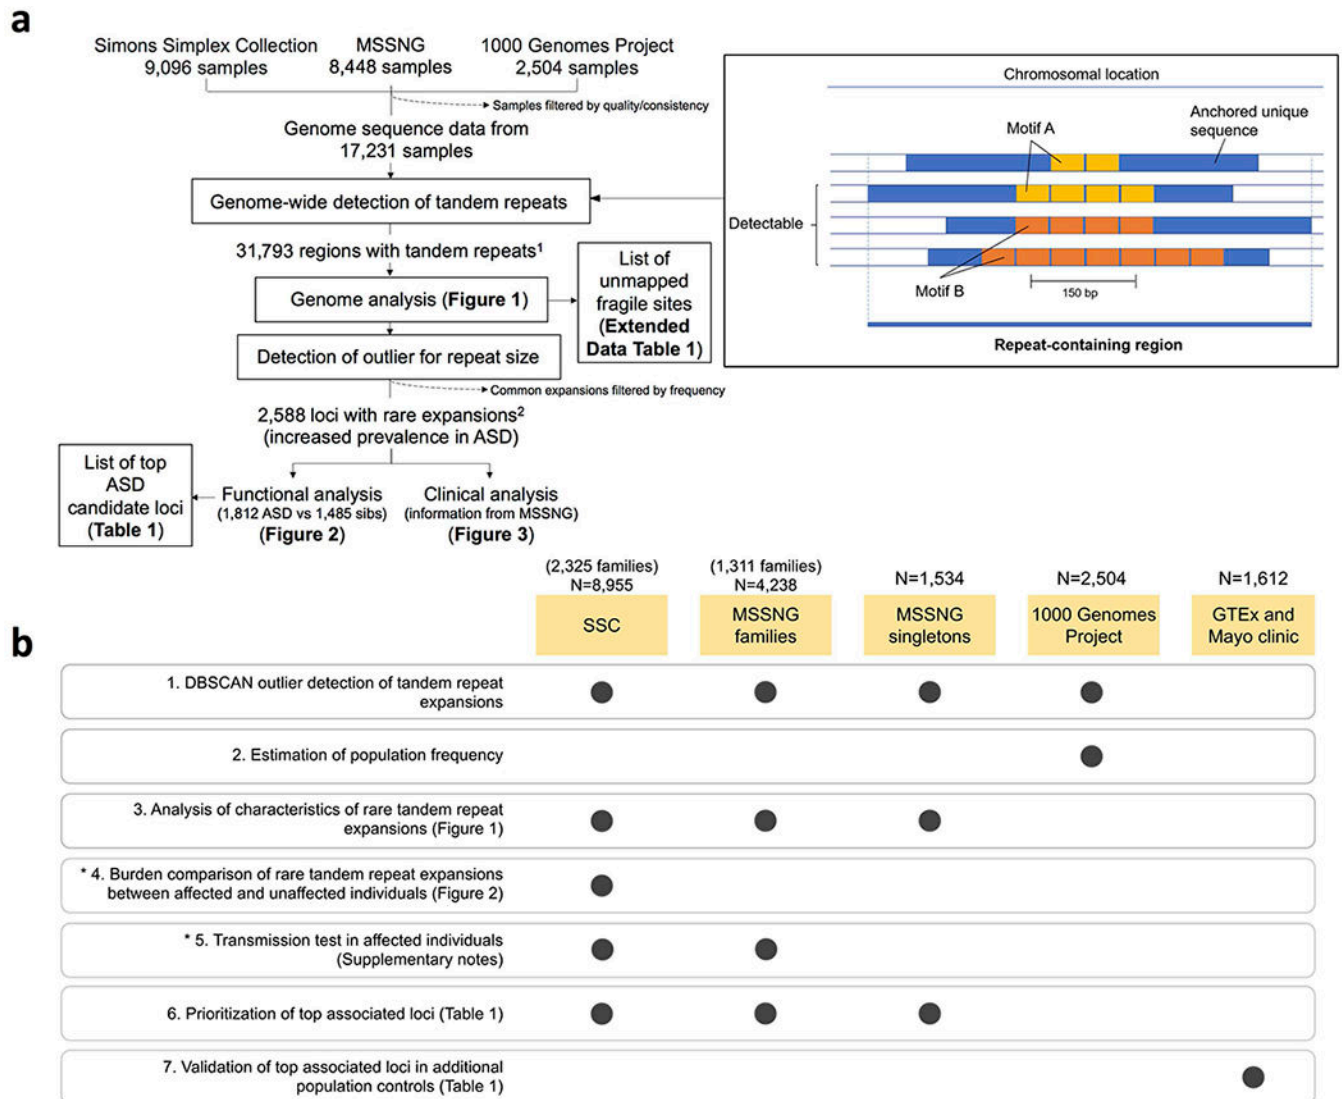 a
Simons Simplex Collection
9,096 samples
MSSNG
8,448 samples
1000 Genomes Project
2,504 samples
Samples filtered by quality/consistency
Genome sequence data from
17,231 samples
Genome-wide detection of tandem repeats
31,793 regions with tandem repeats¹
Genome analysis (Figure 1)
List of
unmapped
fragile sites
(Extended
Data Table 1)
Detection of outlier for repeat size
Common expansions filtered by frequency
2,588 loci with rare expansions²
(increased prevalence in ASD)
List of top
ASD
candidate loci
(Table 1)
Functional analysis
(1,812 ASD vs 1,485 sibs)
(Figure 2)
Clinical analysis
(information from MSSNG)
(Figure 3)
Chromosomal location
Motif A
Anchored unique
sequence
Detectable
Motif B
150 bp
Repeat-containing region
b
(2,325 families)
N=8,955
SSC
(1,311 families)
N=4,238
MSSNG
families
N=1,534
MSSNG
singletons
N=2,504
1000 Genomes
Project
N=1,612
GTEx and
Mayo clinic
1. DBSCAN outlier detection of tandem repeat
expansions
2. Estimation of population frequency
3. Analysis of characteristics of rare tandem repeat
expansions (Figure 1)
* 4. Burden comparison of rare tandem repeat expansions
between affected and unaffected individuals (Figure 2)
* 5. Transmission test in affected individuals
(Supplementary notes)
6. Prioritization of top associated loci (Table 1)
7. Validation of top associated loci in additional
population controls (Table 1)